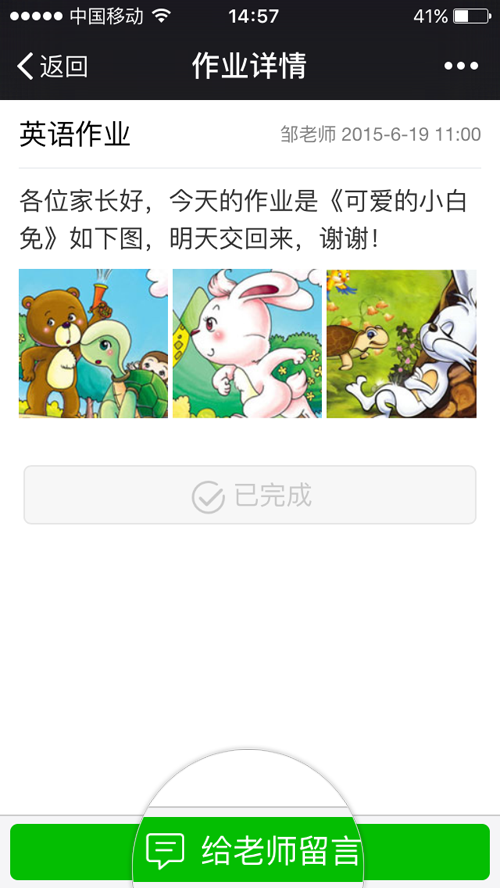 中国移动 14:57 41%
返回 作业详情
英语作业 邹老师 2015-6-19 11:00
各位家长好，今天的作业是《可爱的小白
免》如下图，明天交回来，谢谢！
已完成
给老师留言